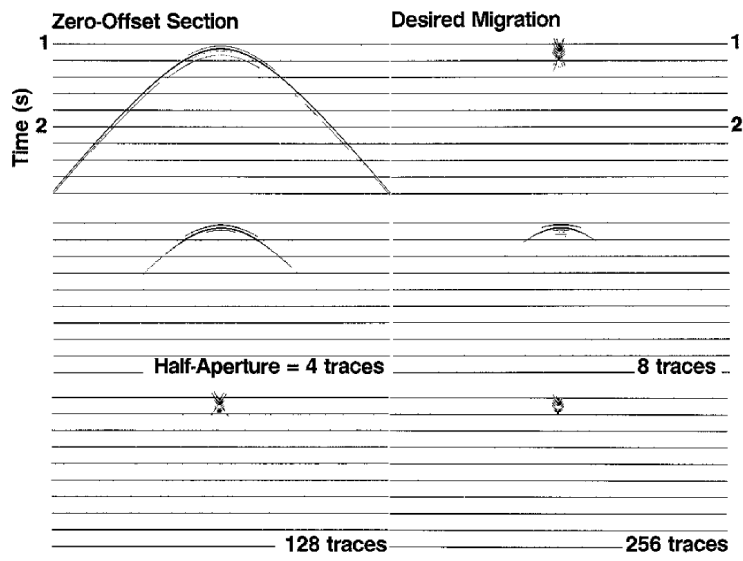 Zero-Offset Section
Desired Migration
1
1
Time (s)
2
2
Half-Aperture = 4 traces
8 traces
128 traces
256 traces